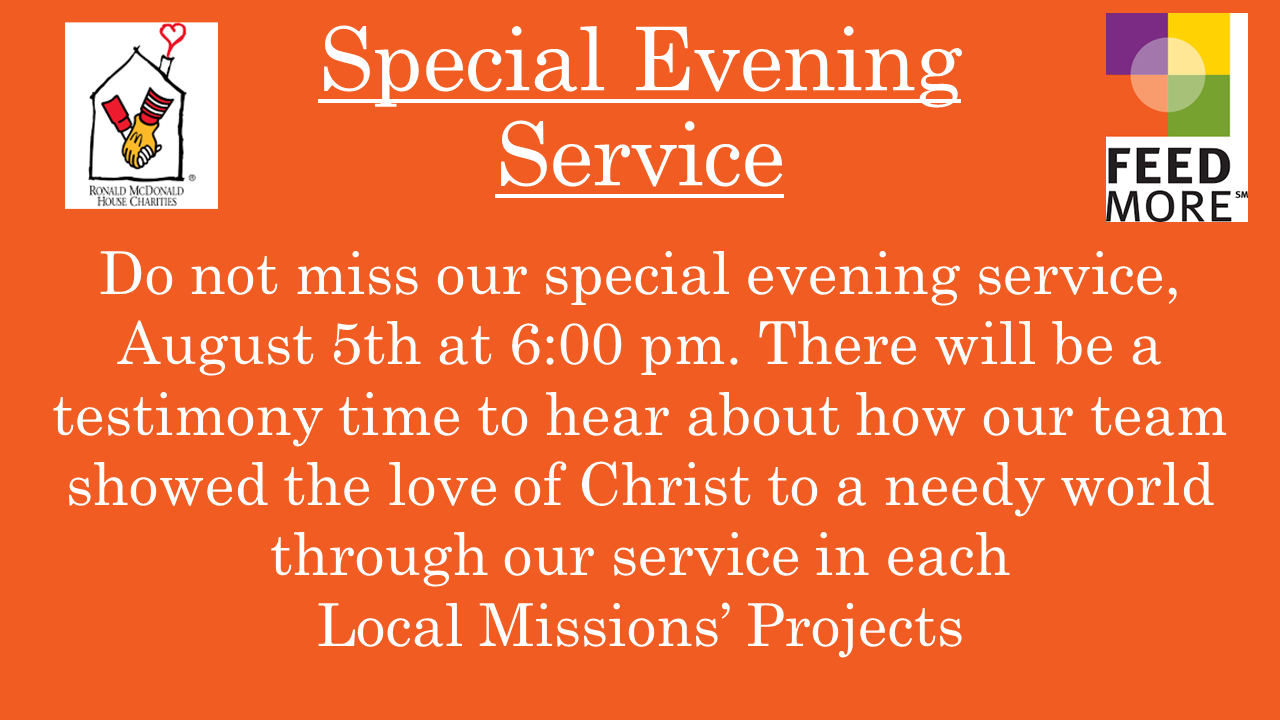 Special Evening
Service
RONALD MCDONALD
HOUSE CHARITIES
®
FEED
MORE℠
Do not miss our special evening service,
August 5th at 6:00 pm. There will be a
testimony time to hear about how our team
showed the love of Christ to a needy world
through our service in each
Local Missions’ Projects